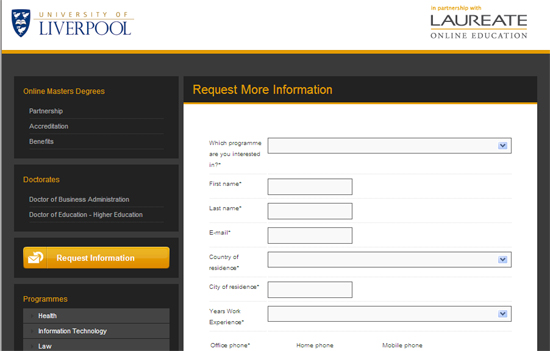 UNIVERSITY OF
LIVERPOOL
in partnership with
LAUREATE
ONLINE EDUCATION
Online Masters Degrees
Partnership
Accreditation
Benefits
Doctorates
Doctor of Business Administration
Doctor of Education - Higher Education
Request Information
Programmes
Health
Information Technology
Law
Request More Information
Which programme
are you interested
in?*
First name*
Last name*
E-mail*
Country of
residence*
City of residence*
Years Work
Experience*
Office phone*
Home phone
Mobile phone